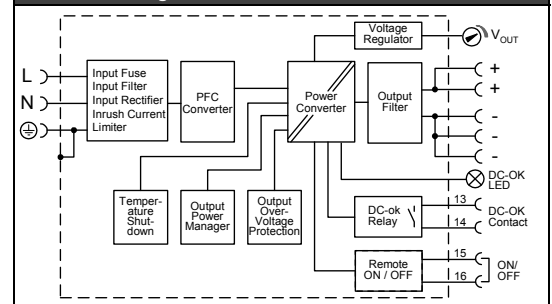 Voltage
Regulator
VOUT
L
N
Input Fuse
Input Filter
Input Rectifier
Inrush Current
Limiter
PFC
Converter
Power
Converter
Output
Filter
+
+
-
-
-
DC-OK
LED
Temper-
ature
Shut-
down
Output
Power
Manager
Output
Over-
Voltage
Protection
DC-ok
Relay
13
14
DC-OK
Contact
Remote
ON / OFF
15
16
ON/
OFF